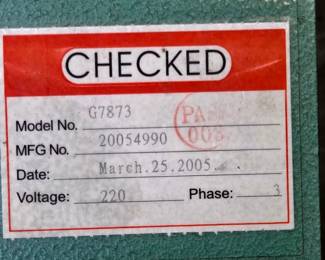 CHECKED
Model No. G7873
MFG No. 20054990
Date: March.25.2005.
Voltage: 220 Phase: 3